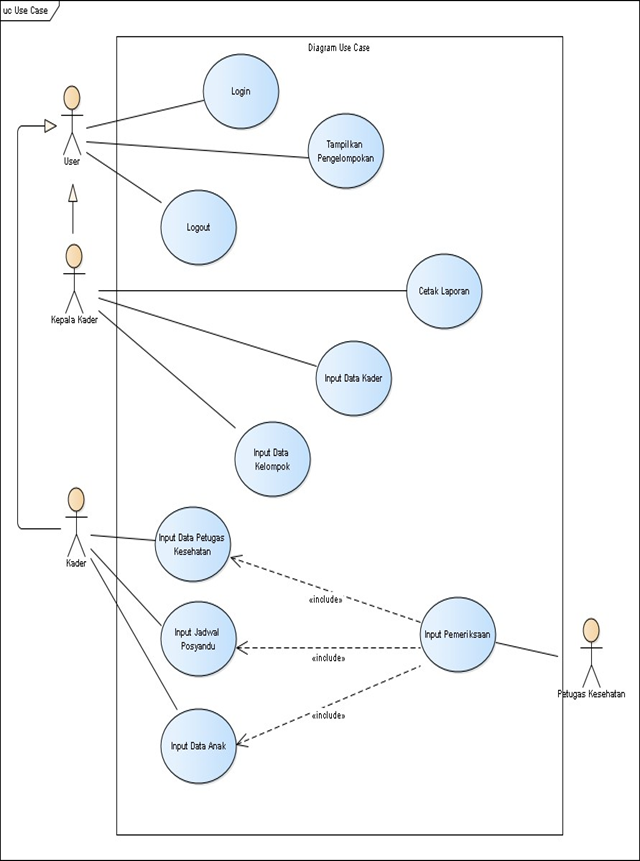 uc Use Case
Diagram Use Case
Login
Tampilkan
Pengelompokan
User
Logout
Cetak Laporan
Kepala Kader
Input Data Kader
Input Data
Kelompok
Input Data Petugas
Kesehatan
Kader
«include»
Input Jadwal
Posyandu
Input Pemeriksaan
«include»
Petugas Kesehatan
«include»
Input Data Anak